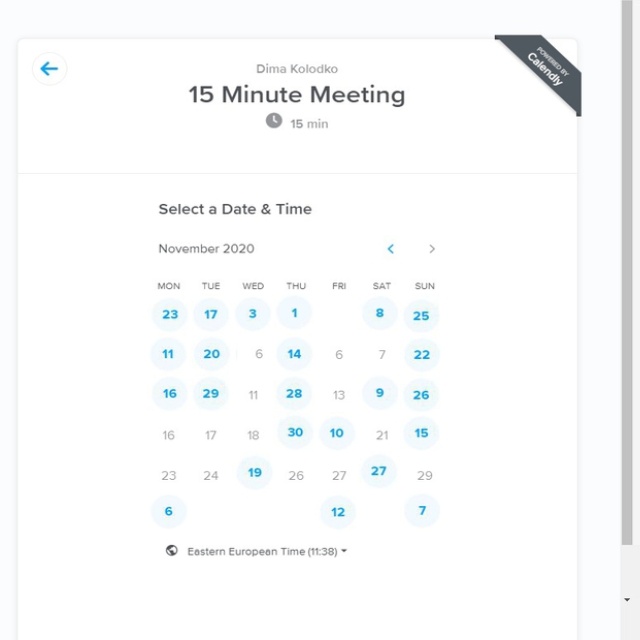 POWERED BY
Calendly
Dima Kolodko
15 Minute Meeting
15 min
Select a Date & Time
November 2020
MON TUE WED THU FRI SAT SUN
23 17 3 1 8 25
11 20 6 14 6 7 22
16 29 11 28 13 9 26
16 17 18 30 10 21 15
23 24 19 26 27 27 29
6 12 7
Eastern European Time (11:38)